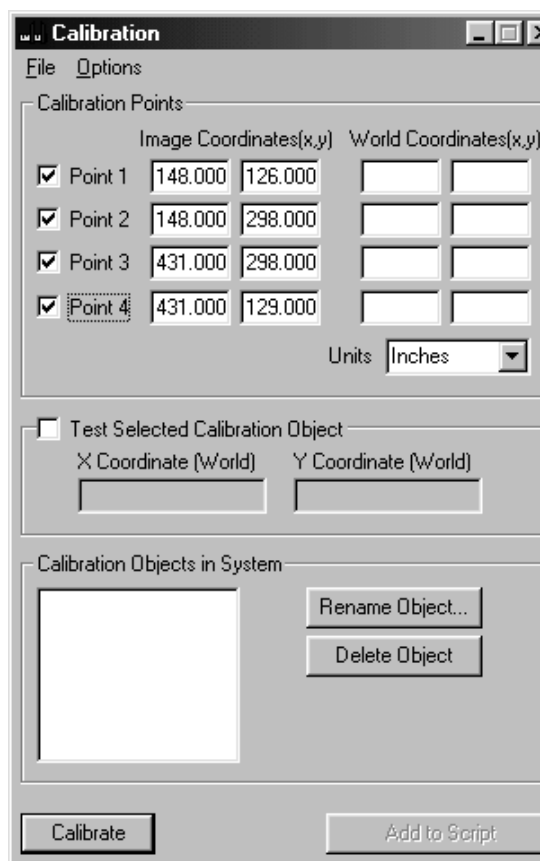 Calibration
File Options
Calibration Points
Image Coordinates(x,y) World Coordinates(x,y)
Point 1 148.000 126.000
Point 2 148.000 298.000
Point 3 431.000 298.000
Point 4 431.000 129.000
Units Inches
Test Selected Calibration Object
X Coordinate (World) Y Coordinate (World)
Calibration Objects in System
Rename Object...
Delete Object
Calibrate Add to Script